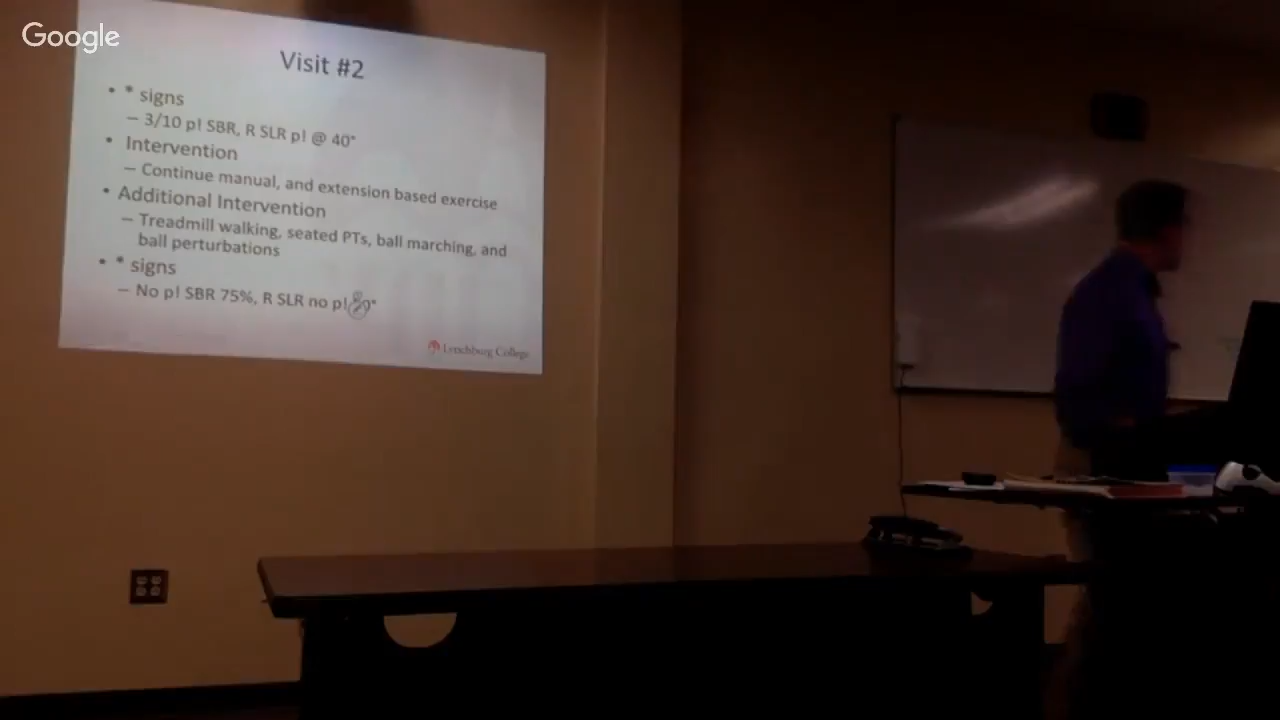 Google
Visit #2
• * signs
– 3/10 p! SBR, R SLR p! @ 40°
• Intervention
– Continue manual, and extension based exercise
• Additional Intervention
– Treadmill walking, seated PTs, ball marching, and
ball perturbations
• * signs
– No p! SBR 75%, R SLR no p!
Lynchburg College